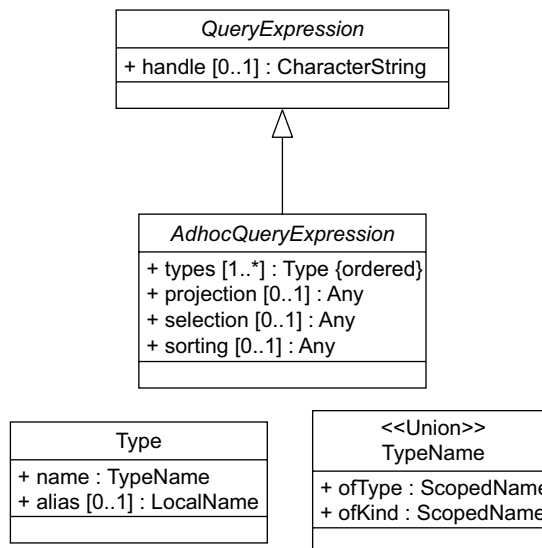 QueryExpression
+ handle [0..1] : CharacterString
AdhocQueryExpression
+ types [1..*] : Type {ordered}
+ projection [0..1] : Any
+ selection [0..1] : Any
+ sorting [0..1] : Any
Type
+ name : TypeName
+ alias [0..1] : LocalName
<<Union>>
TypeName
+ ofType : ScopedName
+ ofKind : ScopedName